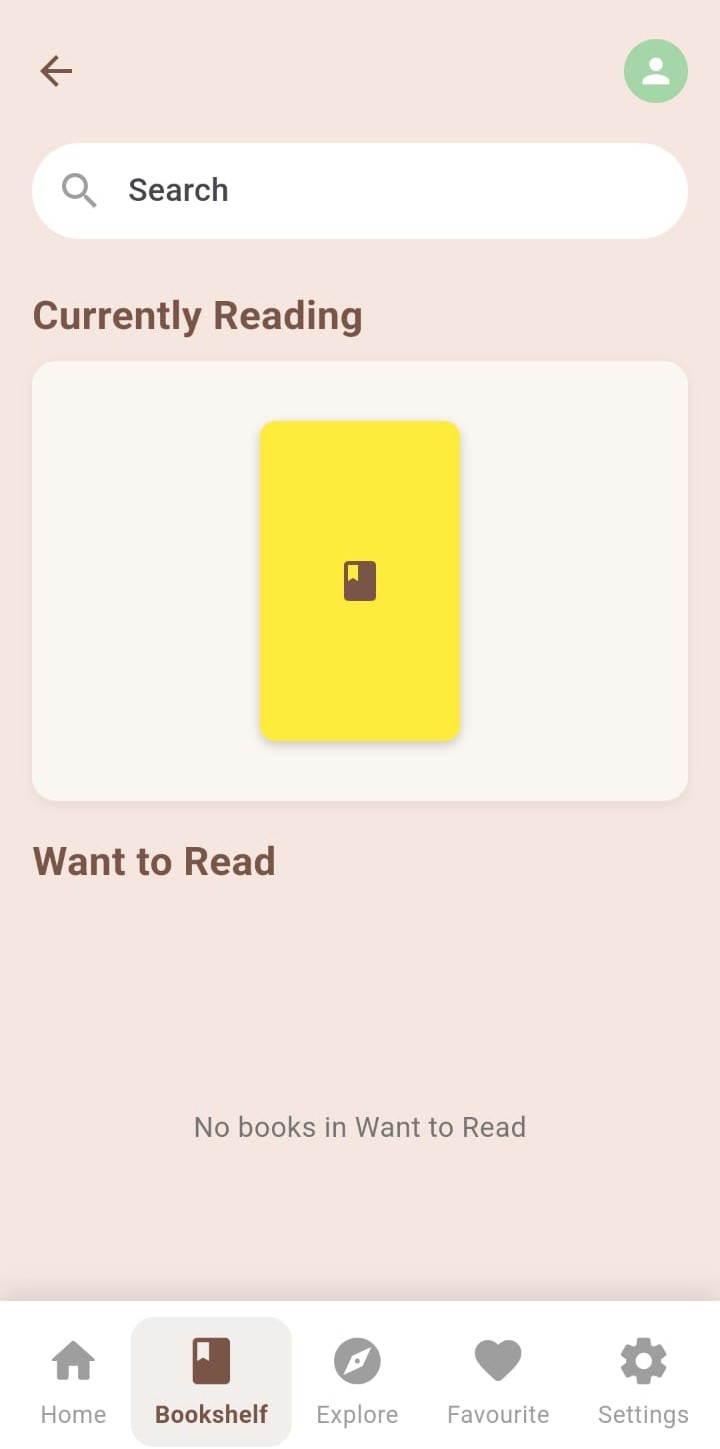 Search
Currently Reading
Want to Read
No books in Want to Read
Home
Bookshelf
Explore
Favourite
Settings